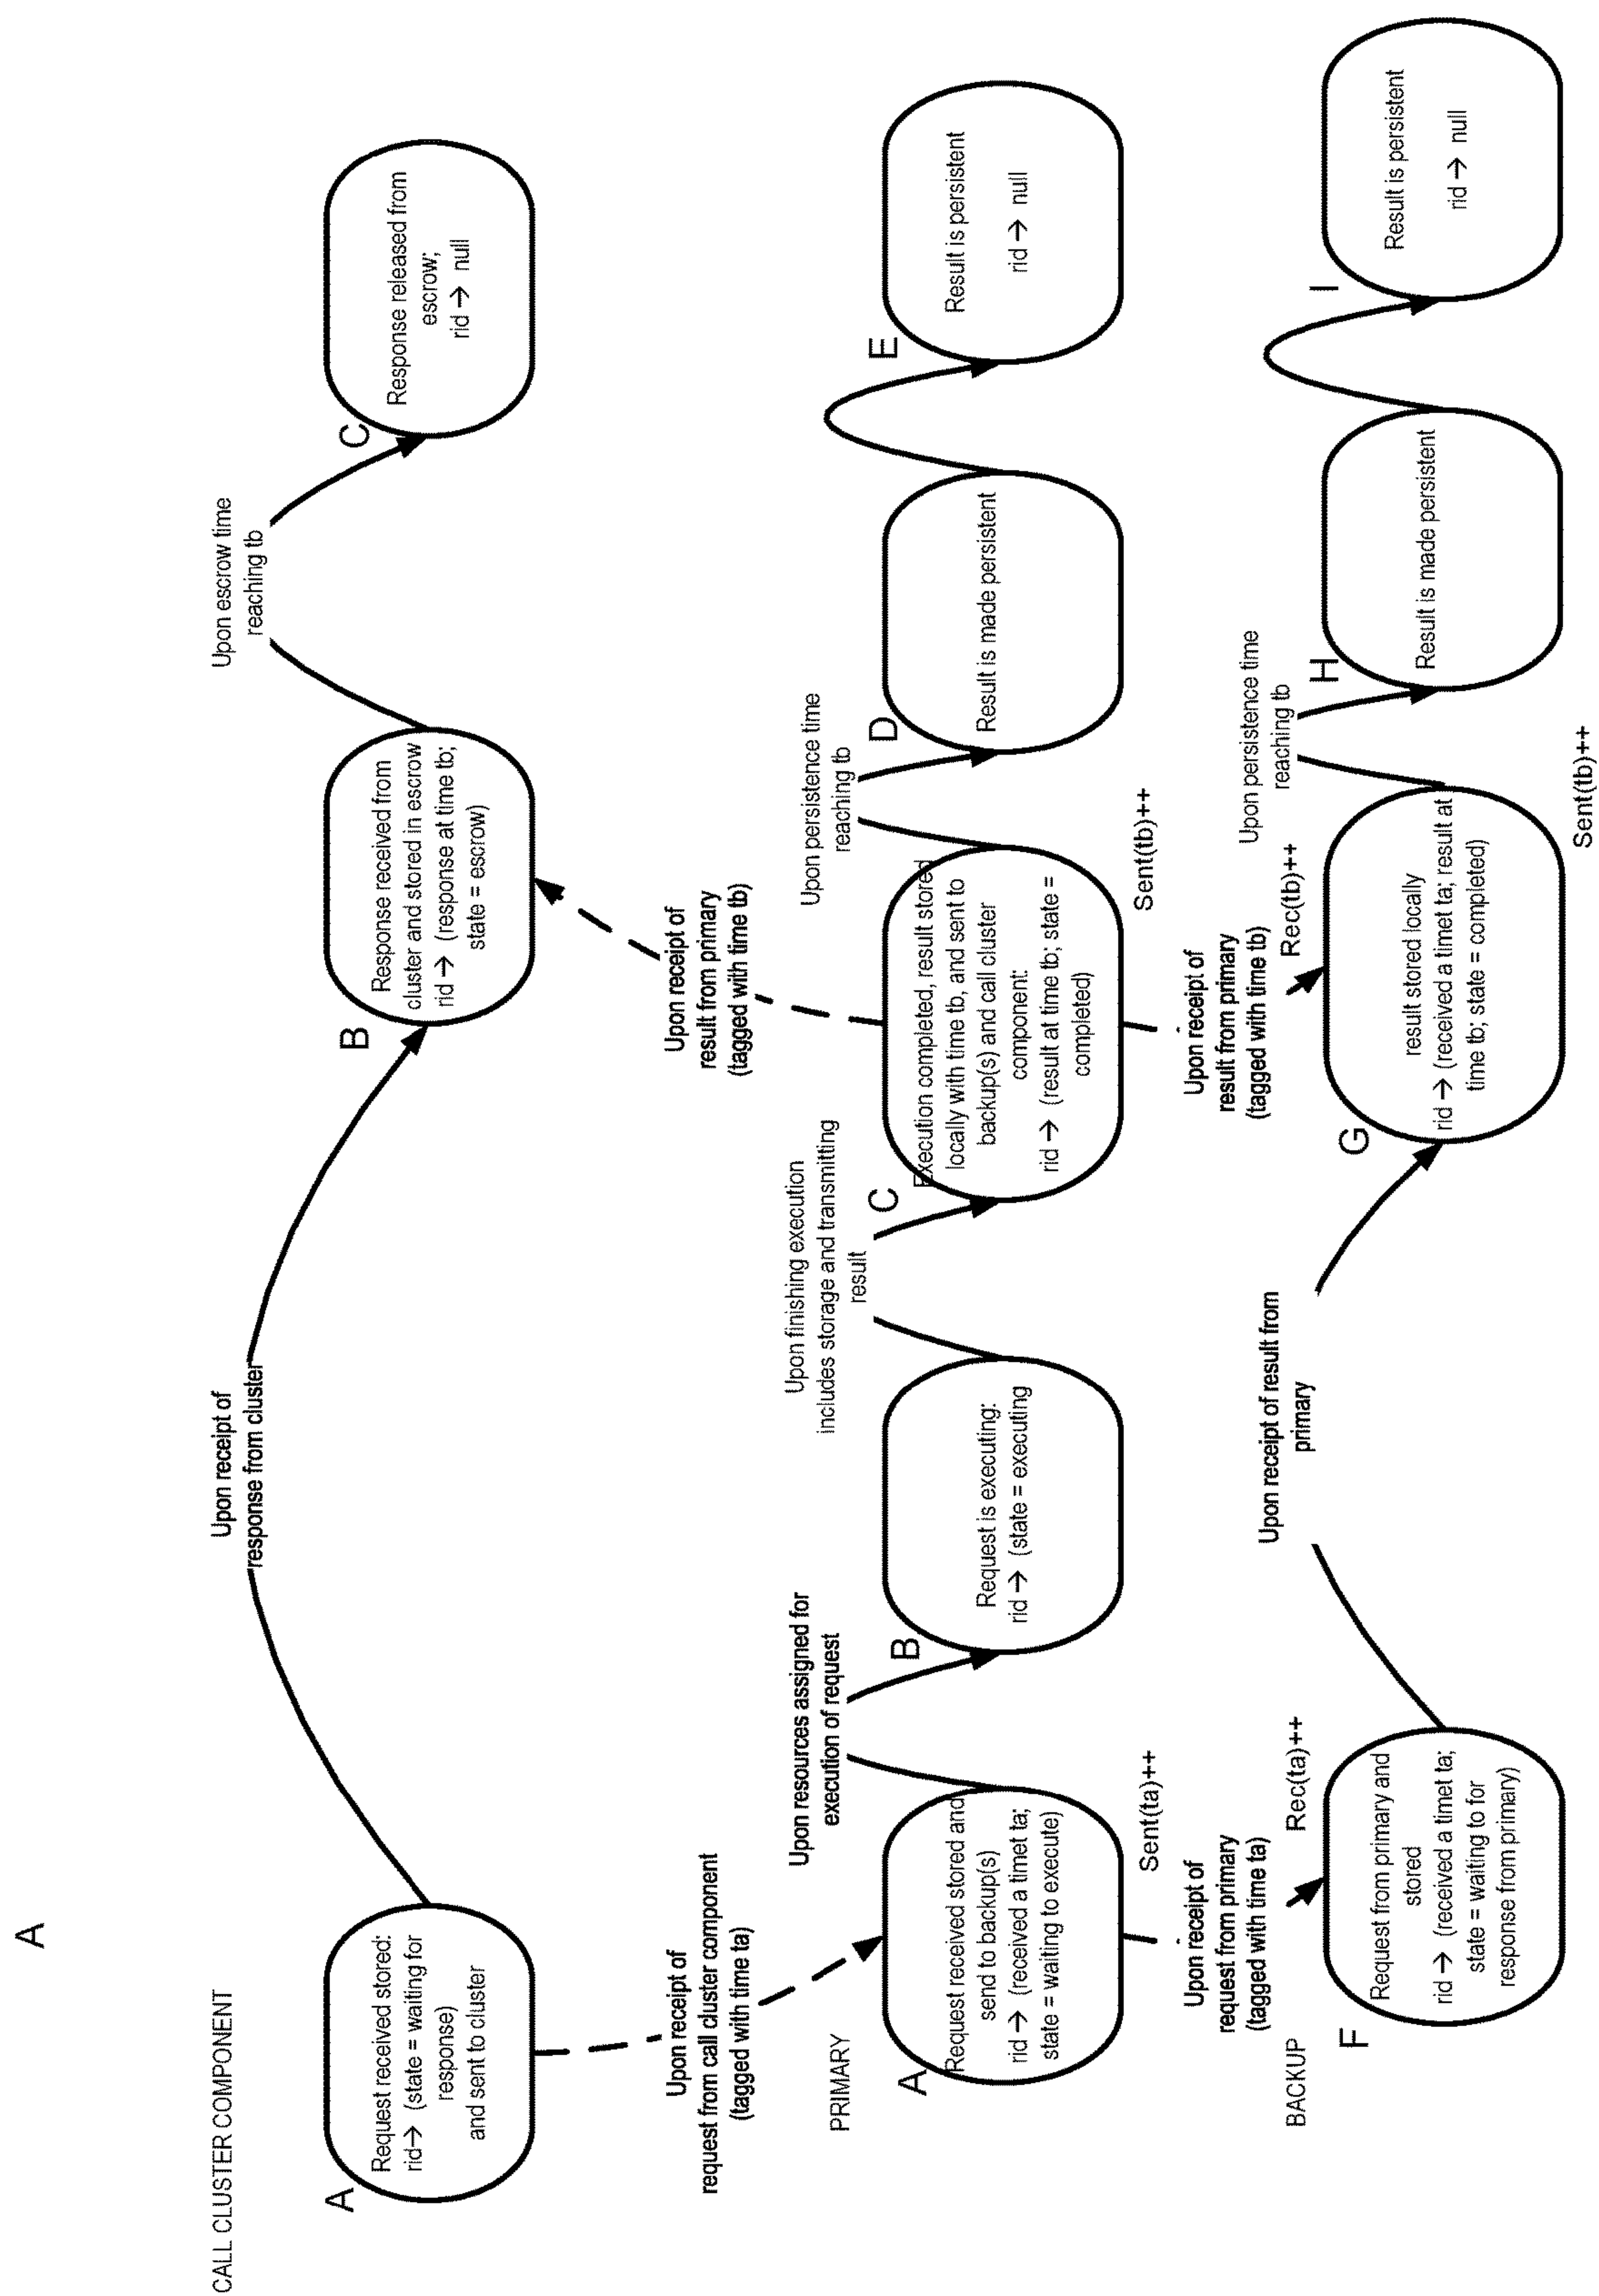 A
CALL CLUSTER COMPONENT
A
Request received stored:
rid→ (state = waiting for
response)
and sent to cluster
Upon receipt of
response from cluster
B
Response received from
cluster and stored in escrow
rid → (response at time tb;
state = escrow)
Upon escrow time
reaching tb
C
Response released from
escrow;
rid → null
Upon receipt of
request from call cluster component
(tagged with time ta)
Upon receipt of
result from primary
(tagged with time tb)
PRIMARY
A
Request received stored and
send to backup(s)
rid → (received a timet ta;
state = waiting to execute)
Sent(ta)++
Upon resources assigned for
execution of request
B
Request is executing:
rid → (state = executing
Upon finishing execution
includes storage and transmitting
result
C
Execution completed, result stored
locally with time tb, and sent to
backup(s) and call cluster
component:
rid → (result at time tb; state =
completed)
Sent(tb)++
Upon persistence time
reaching tb
D
Result is made persistent
E
Result is persistent
rid → null
Upon receipt of
request from primary
(tagged with time ta)
Rec(ta)++
Upon receipt of
result from primary
(tagged with time tb)
Rec(tb)++
BACKUP
F
Request from primary and
stored
rid → (received a timet ta;
state = waiting to for
response from primary)
Upon receipt of result from
primary
G
result stored locally
rid → (received a timet ta; result at
time tb; state = completed)
Sent(tb)++
Upon persistence time
reaching tb
H
Result is made persistent
I
Result is persistent
rid → null